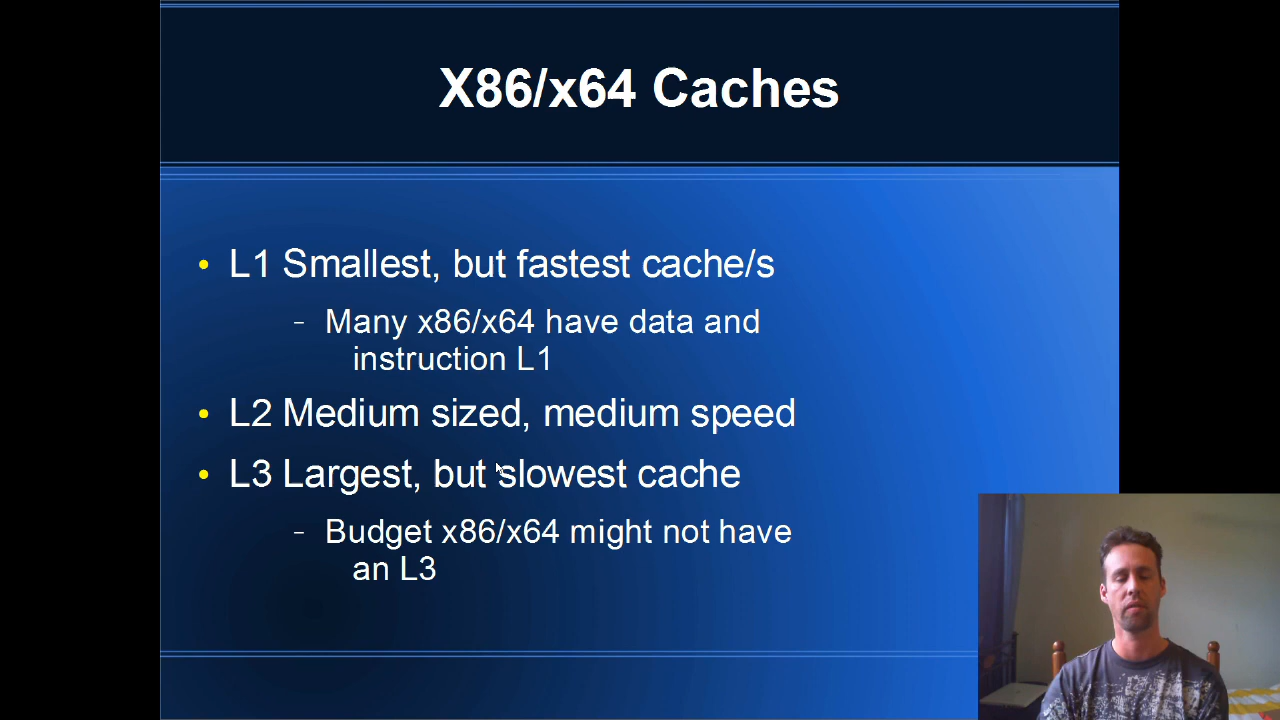 X86/x64 Caches
• L1 Smallest, but fastest cache/s
– Many x86/x64 have data and
instruction L1
• L2 Medium sized, medium speed
• L3 Largest, but slowest cache
– Budget x86/x64 might not have
an L3